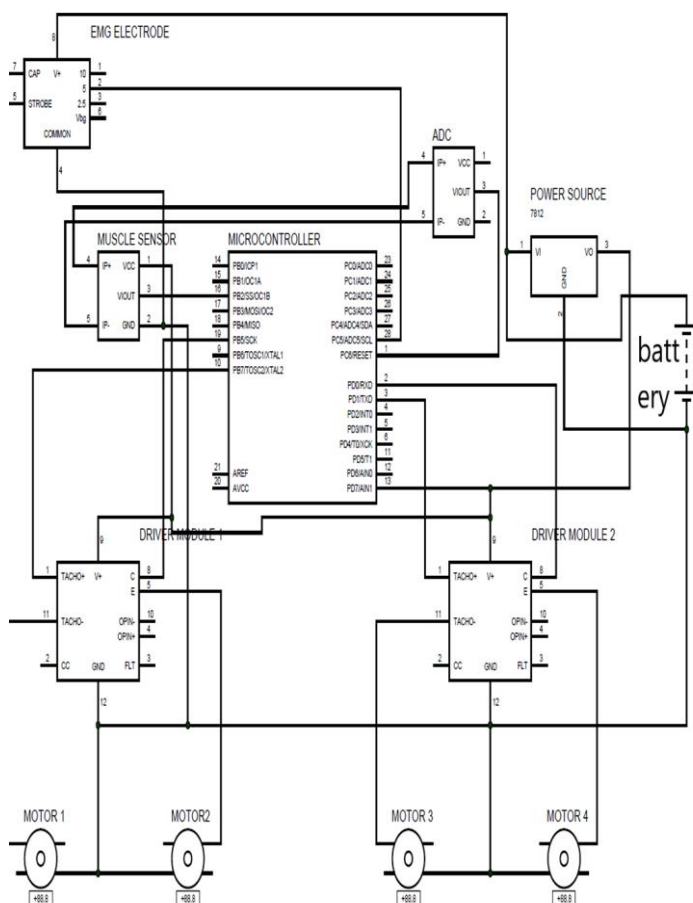 EMG ELECTRODE
8
7 CAP V+ 10 1
5 2
5 STROBE 2.5 3
Vbg 6
COMMON
4
ADC
4 IP+ VCC 1
VIOUT 3
5 IP- GND 2
POWER SOURCE
7812
1 VI VO 3
GND
2
batt
ery
MUSCLE SENSOR
4 IP+ VCC 1
VIOUT 3
5 IP- GND 2
MICROCONTROLLER
14 PB0/ICP1 PC0/ADC0 23
15 PB1/OC1A PC1/ADC1 24
16 PB2/SS/OC1B PC2/ADC2 25
17 PB3/MOSI/OC2 PC3/ADC3 26
18 PB4/MISO PC4/ADC4/SDA 27
19 PB5/SCK PC5/ADC5/SCL 28
9 PB6/TOSC1/XTAL1 PC6/RESET 1
10 PB7/TOSC2/XTAL2
PD0/RXD 2
PD1/TXD 3
PD2/INT0 4
PD3/INT1 5
PD4/T0/XCK 6
PD5/T1 11
21 AREF PD6/AIN0 12
20 AVCC PD7/AIN1 13
DRIVER MODULE 1
9
1 TACHO+ V+ C 8
E 5
11 TACHO- OPIN- 10
OPIN+ 4
2 CC GND FLT 3
12
DRIVER MODULE 2
9
1 TACHO+ V+ C 8
E 5
11 TACHO- OPIN- 10
OPIN+ 4
2 CC GND FLT 3
12
MOTOR 1
+88.8
MOTOR2
+88.8
MOTOR 3
+88.8
MOTOR 4
+88.8